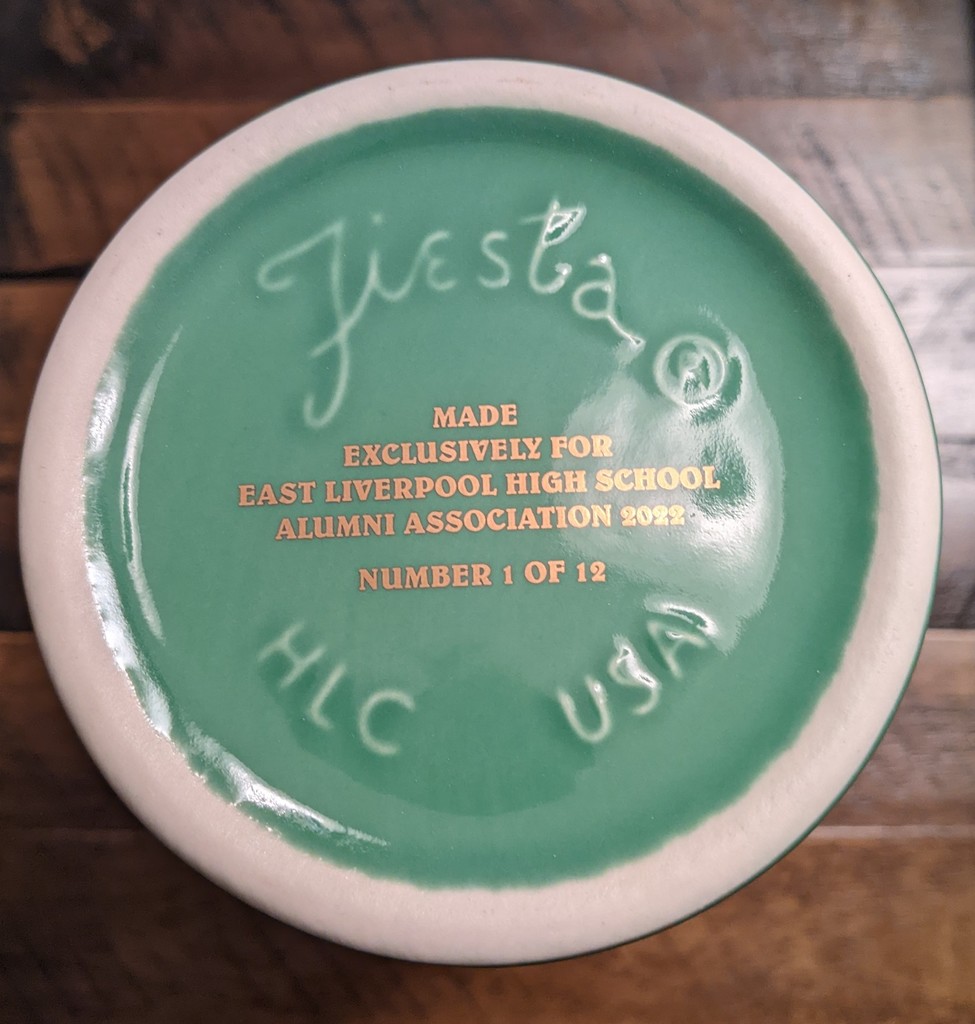 fiesta ®
MADE
EXCLUSIVELY FOR
EAST LIVERPOOL HIGH SCHOOL
ALUMNI ASSOCIATION 2022
NUMBER 1 OF 12
HLC USA